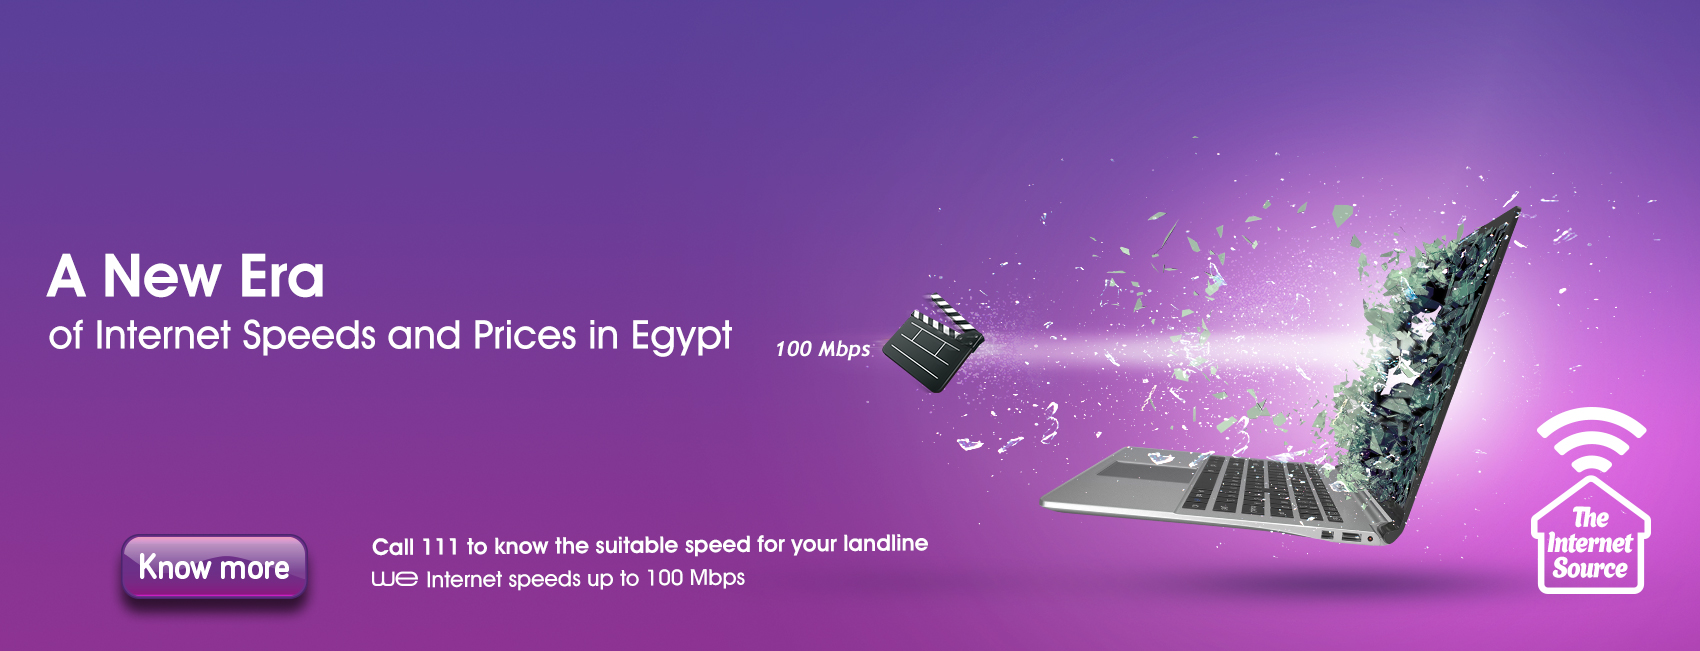 A New Era
of Internet Speeds and Prices in Egypt
100 Mbps
Know more
Call 111 to know the suitable speed for your landline
we Internet speeds up to 100 Mbps
The
Internet
Source